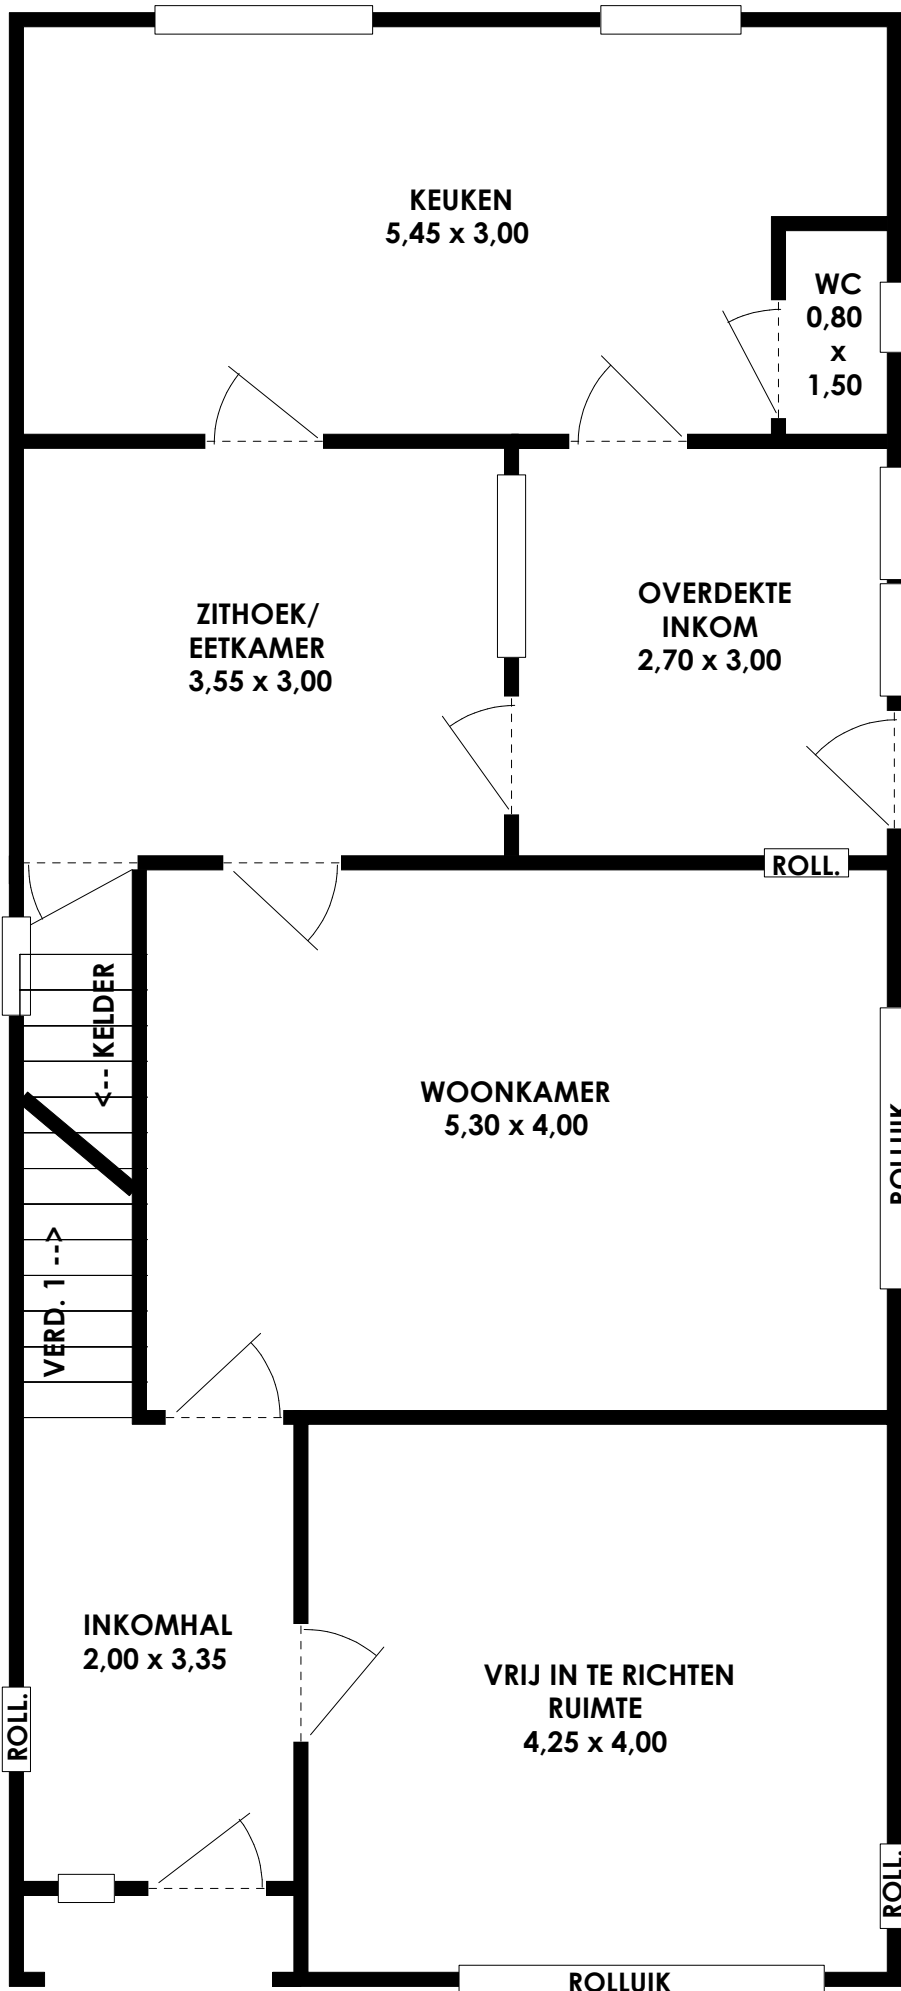 KEUKEN
5,45 x 3,00
WC
0,80
x
1,50
ZITHOEK/
EETKAMER
3,55 x 3,00
OVERDEKTE
INKOM
2,70 x 3,00
ROLL.
<-- KELDER
WOONKAMER
5,30 x 4,00
ROLLUIK
VERD. 1 -->
INKOMHAL
2,00 x 3,35
VRIJ IN TE RICHTEN
RUIMTE
4,25 x 4,00
ROLL.
ROLL.
ROLLUIK